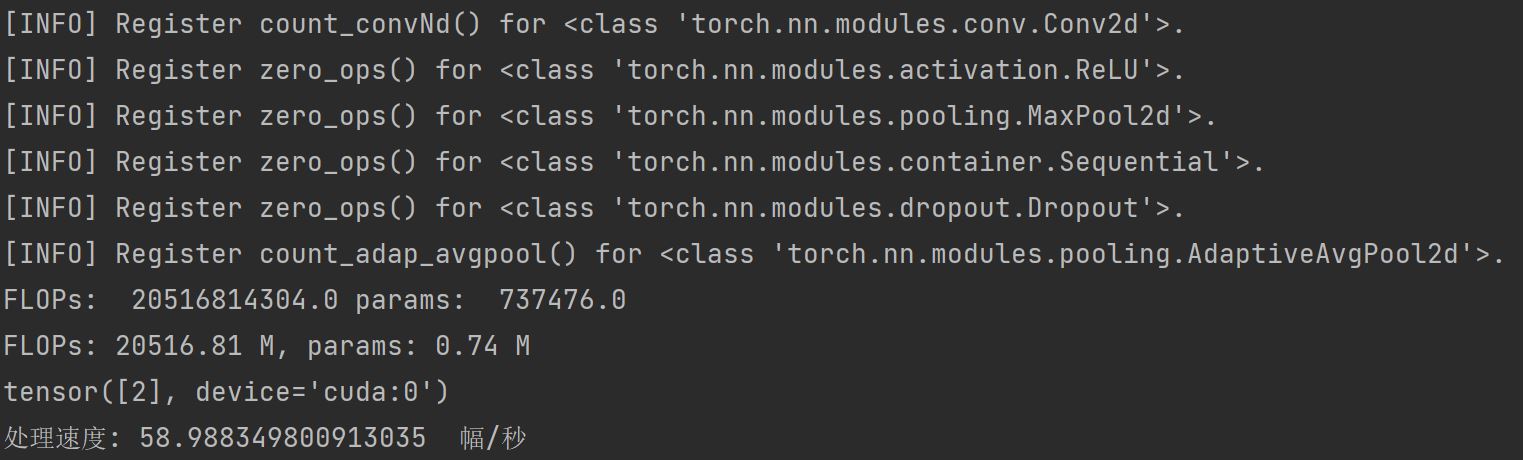 [INFO] Register count_convNd() for <class 'torch.nn.modules.conv.Conv2d'>.
[INFO] Register zero_ops() for <class 'torch.nn.modules.activation.ReLU'>.
[INFO] Register zero_ops() for <class 'torch.nn.modules.pooling.MaxPool2d'>.
[INFO] Register zero_ops() for <class 'torch.nn.modules.container.Sequential'>.
[INFO] Register zero_ops() for <class 'torch.nn.modules.dropout.Dropout'>.
[INFO] Register count_adap_avgpool() for <class 'torch.nn.modules.pooling.AdaptiveAvgPool2d'>.
FLOPs:  20516814304.0 params:  737476.0
FLOPs: 20516.81 M, params: 0.74 M
tensor([2], device='cuda:0')
处理速度: 58.988349800913035  幅/秒